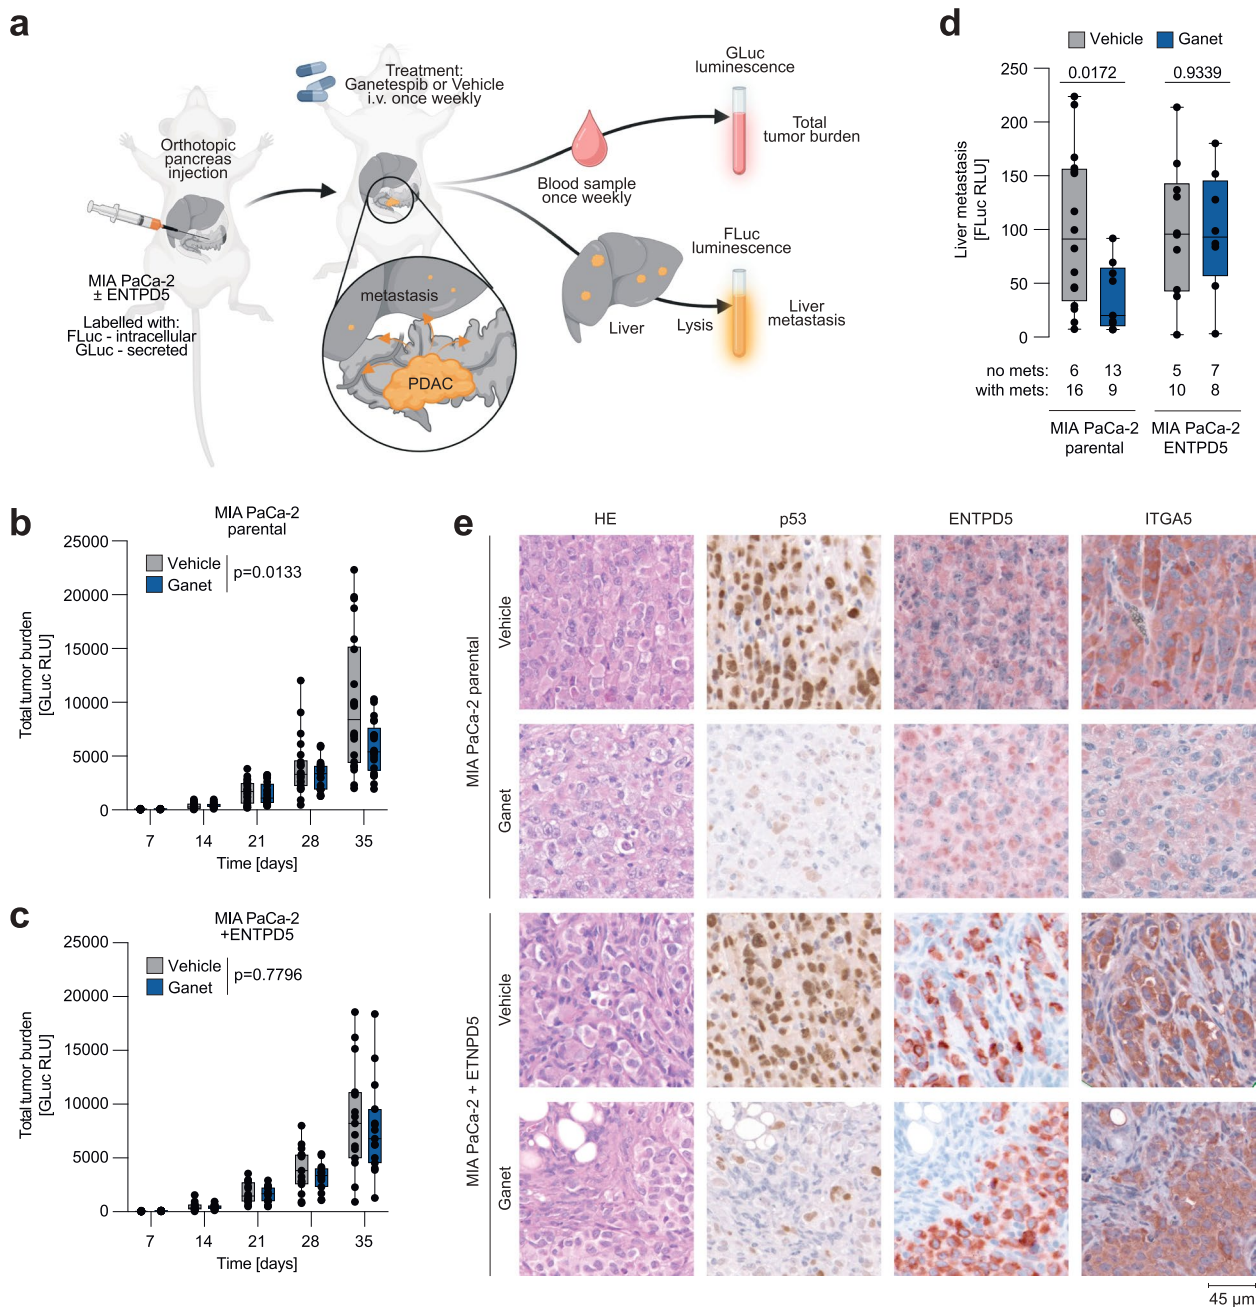 a
Orthotopic
pancreas
injection
MIA PaCa-2
± ENTPD5
Labelled with:
FLuc - intracellular
GLuc - secreted
Treatment:
Ganetespib or Vehicle
i.v. once weekly
metastasis
PDAC
Blood sample
once weekly
GLuc
luminescence
Total
tumor burden
Liver
Lysis
FLuc
luminescence
Liver
metastasis
d
Vehicle
Ganet
0.0172
0.9339
Liver metastasis
[FLuc RLU]
250
200
150
100
50
0
no mets: 6 13 5 7
with mets: 16 9 10 8
MIA PaCa-2
parental
MIA PaCa-2
ENTPD5
b
MIA PaCa-2
parental
Vehicle
Ganet
p=0.0133
Total tumor burden
[GLuc RLU]
25000
20000
15000
10000
5000
0
7 14 21 28 35
Time [days]
c
MIA PaCa-2
+ENTPD5
Vehicle
Ganet
p=0.7796
Total tumor burden
[GLuc RLU]
25000
20000
15000
10000
5000
0
7 14 21 28 35
Time [days]
e
HE p53 ENTPD5 ITGA5
MIA PaCa-2 parental
Vehicle
Ganet
MIA PaCa-2 + ETNPD5
Vehicle
Ganet
45 µm